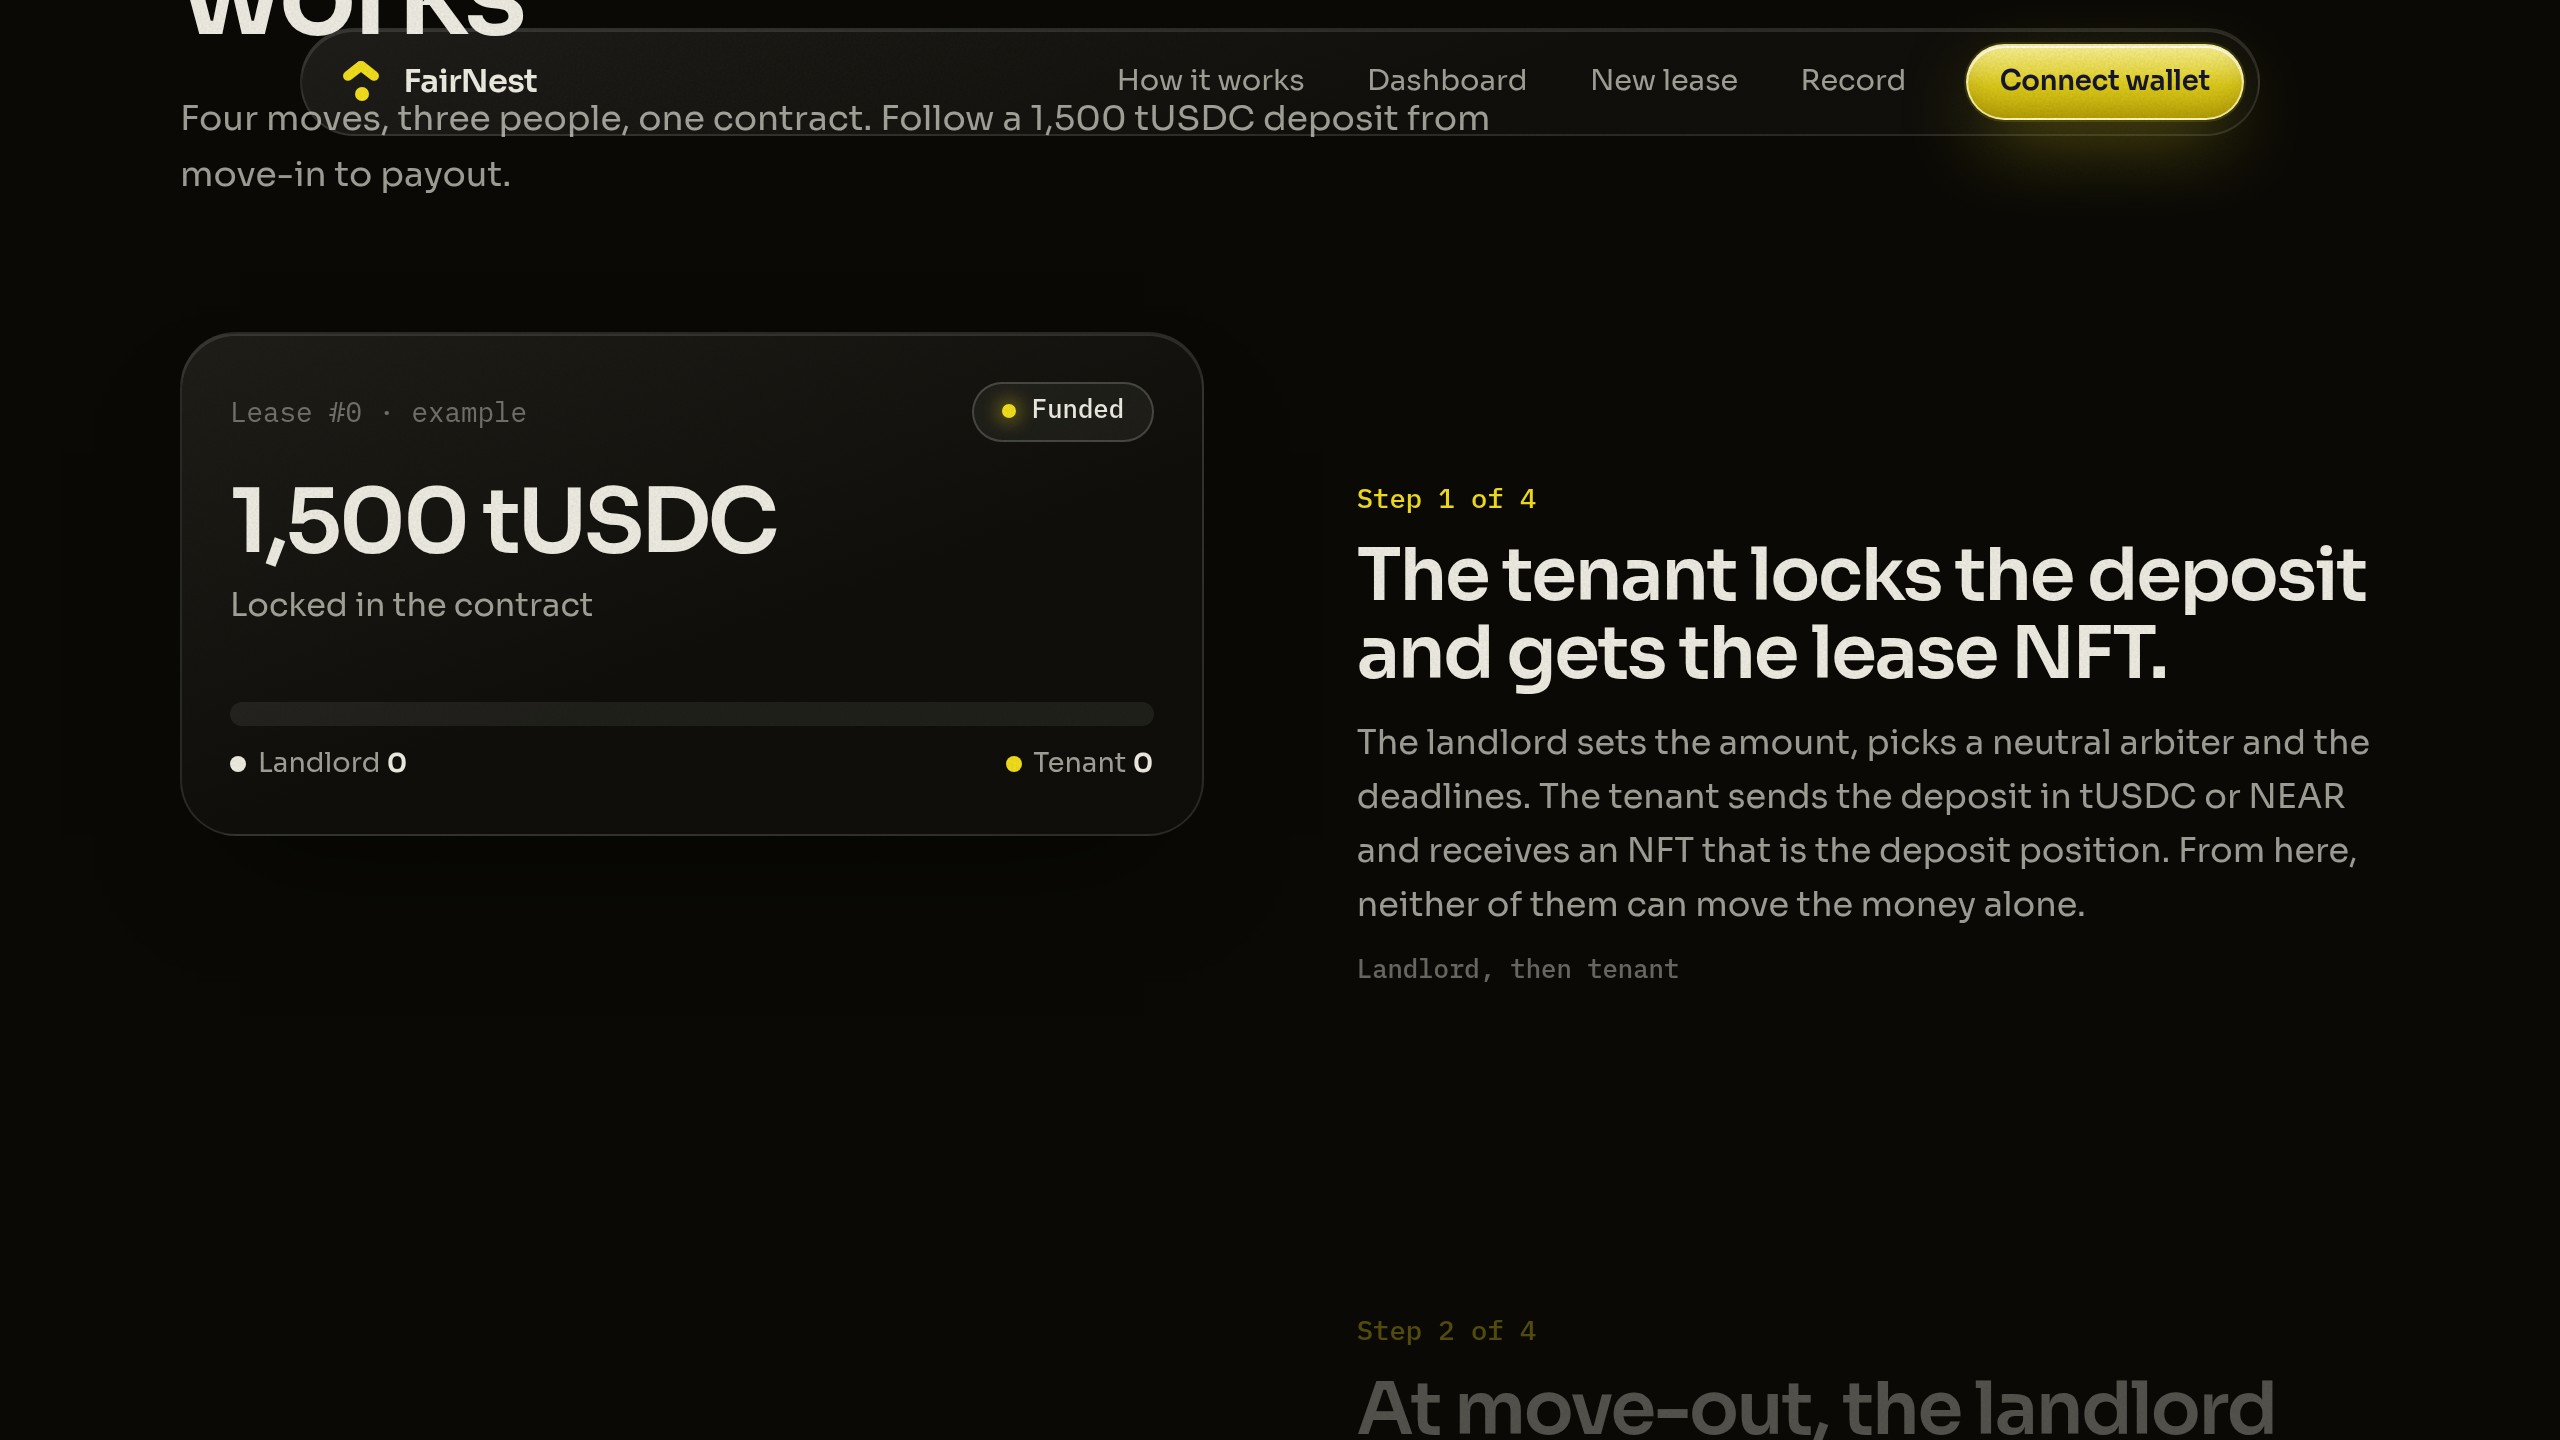 works
FairNest
How it works
Dashboard
New lease
Record
Connect wallet
Four moves, three people, one contract. Follow a 1,500 tUSDC deposit from
move-in to payout.
Lease #0 · example
Funded
1,500 tUSDC
Locked in the contract
Landlord 0
Tenant 0
Step 1 of 4
The tenant locks the deposit
and gets the lease NFT.
The landlord sets the amount, picks a neutral arbiter and the
deadlines. The tenant sends the deposit in tUSDC or NEAR
and receives an NFT that is the deposit position. From here,
neither of them can move the money alone.
Landlord, then tenant
Step 2 of 4
At move-out, the landlord